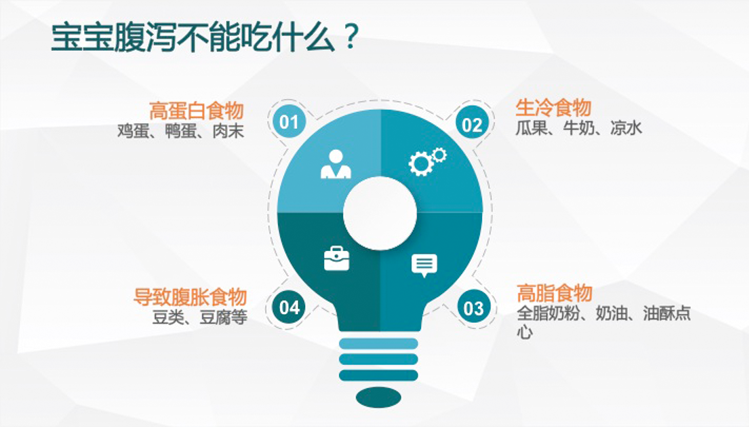 宝宝腹泻不能吃什么？
01
高蛋白食物
鸡蛋、鸭蛋、肉末
02
生冷食物
瓜果、牛奶、凉水
03
高脂食物
全脂奶粉、奶油、油酥点
心
04
导致腹胀食物
豆类、豆腐等